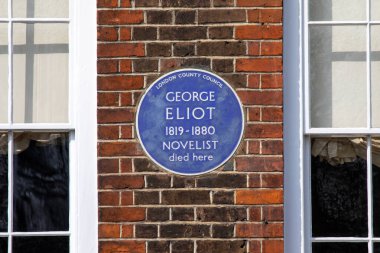 LONDON COUNTY COUNCIL
GEORGE
ELIOT
1819-1880
NOVELIST
died here